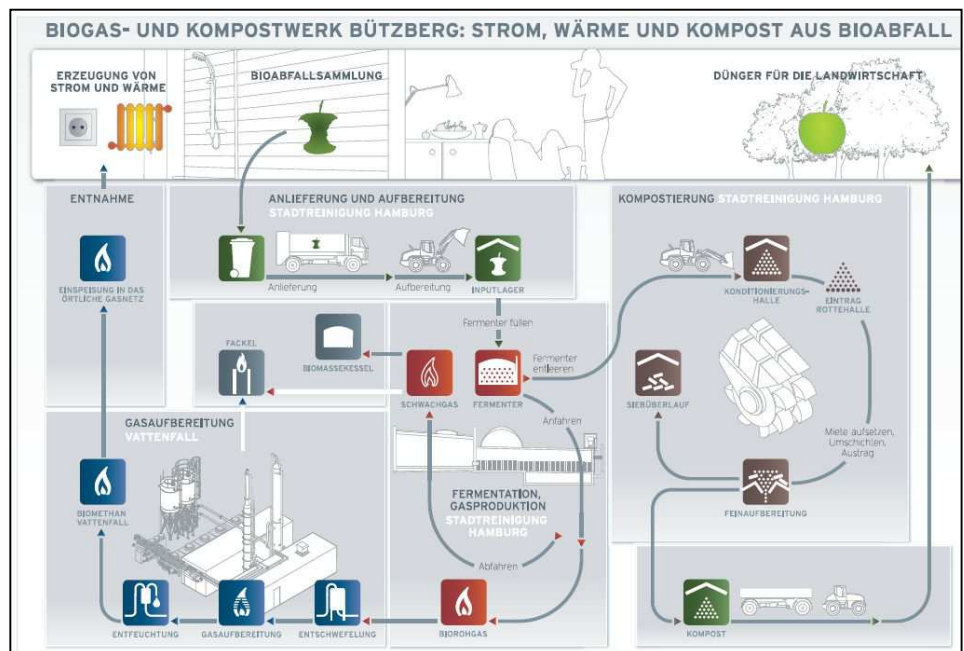 BIOGAS- UND KOMPOSTWERK BÜTZBERG: STROM, WÄRME UND KOMPOST AUS BIOABFALL
ERZEUGUNG VON
STROM UND WÄRME
BIOABFALLSAMMLUNG
DÜNGER FÜR DIE LANDWIRTSCHAFT
ENTNAHME
EINSPEISUNG IN DAS
ÖRTLICHE GASNETZ
ANLIEFERUNG UND AUFBEREITUNG
STADTREINIGUNG HAMBURG
Anlieferung
Aufbereitung
INPUTLAGER
KOMPOSTIERUNG STADTREINIGUNG HAMBURG
KONDITIONIERUNGS-
HALLE
EINTRAG
ROTTEHALLE
Fermenter füllen
FACKEL
BIOMASSEKESSEL
SCHWACHGAS
FERMENTER
Fermenter
entleeren
Anfahren
SIEBÜBERLAUF
Miete aufsetzen,
Umschichten,
Austrag
FEINAUFBEREITUNG
GASAUFBEREITUNG
VATTENFALL
BIOMETHAN
VATTENFALL
FERMENTATION,
GASPRODUKTION
STADTREINIGUNG
HAMBURG
Abfahren
ENTFEUCHTUNG
GASAUFBEREITUNG
ENTSCHWEFELUNG
BIOROHGAS
KOMPOST